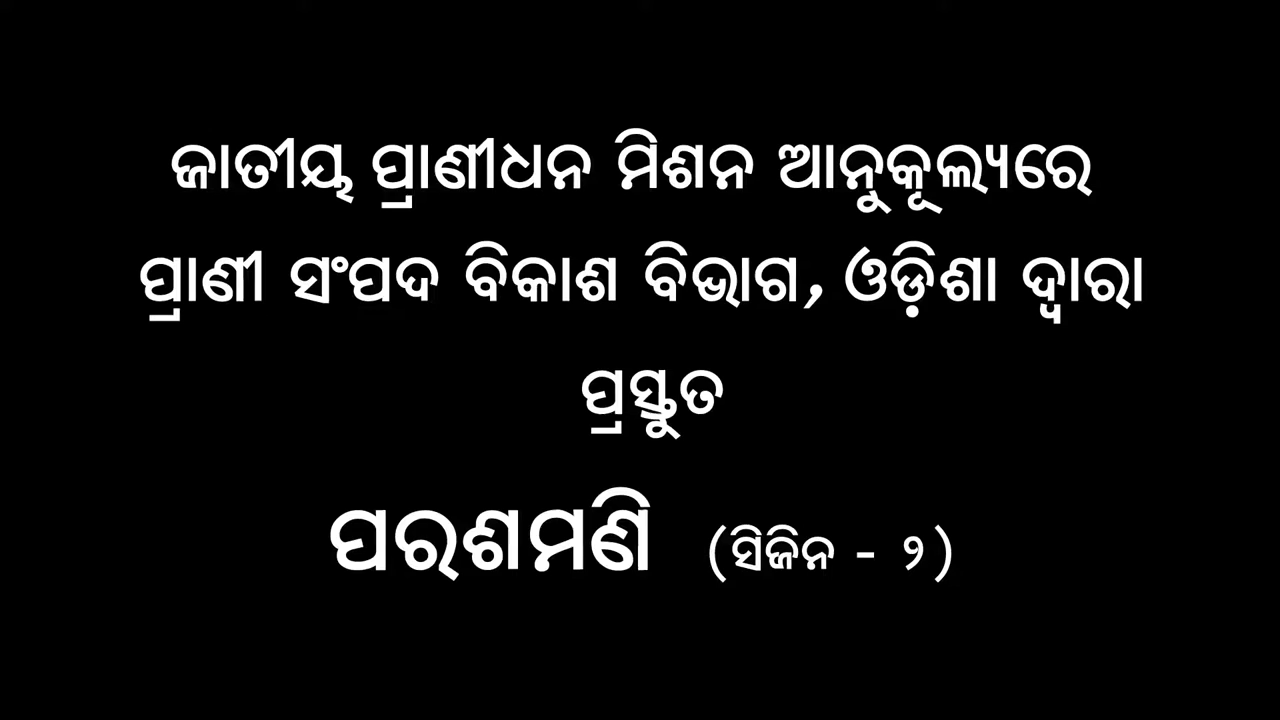 ଜାତୀୟ ପ୍ରାଣୀଧନ ମିଶନ ଆନୁକୂଲ୍ୟରେ
ପ୍ରାଣୀ ସଂପଦ ବିକାଶ ବିଭାଗ, ଓଡ଼ିଶା ଦ୍ୱାରା
ପ୍ରସ୍ତୁତ
ପରଶମଣି (ସିଜିନ - ୨)